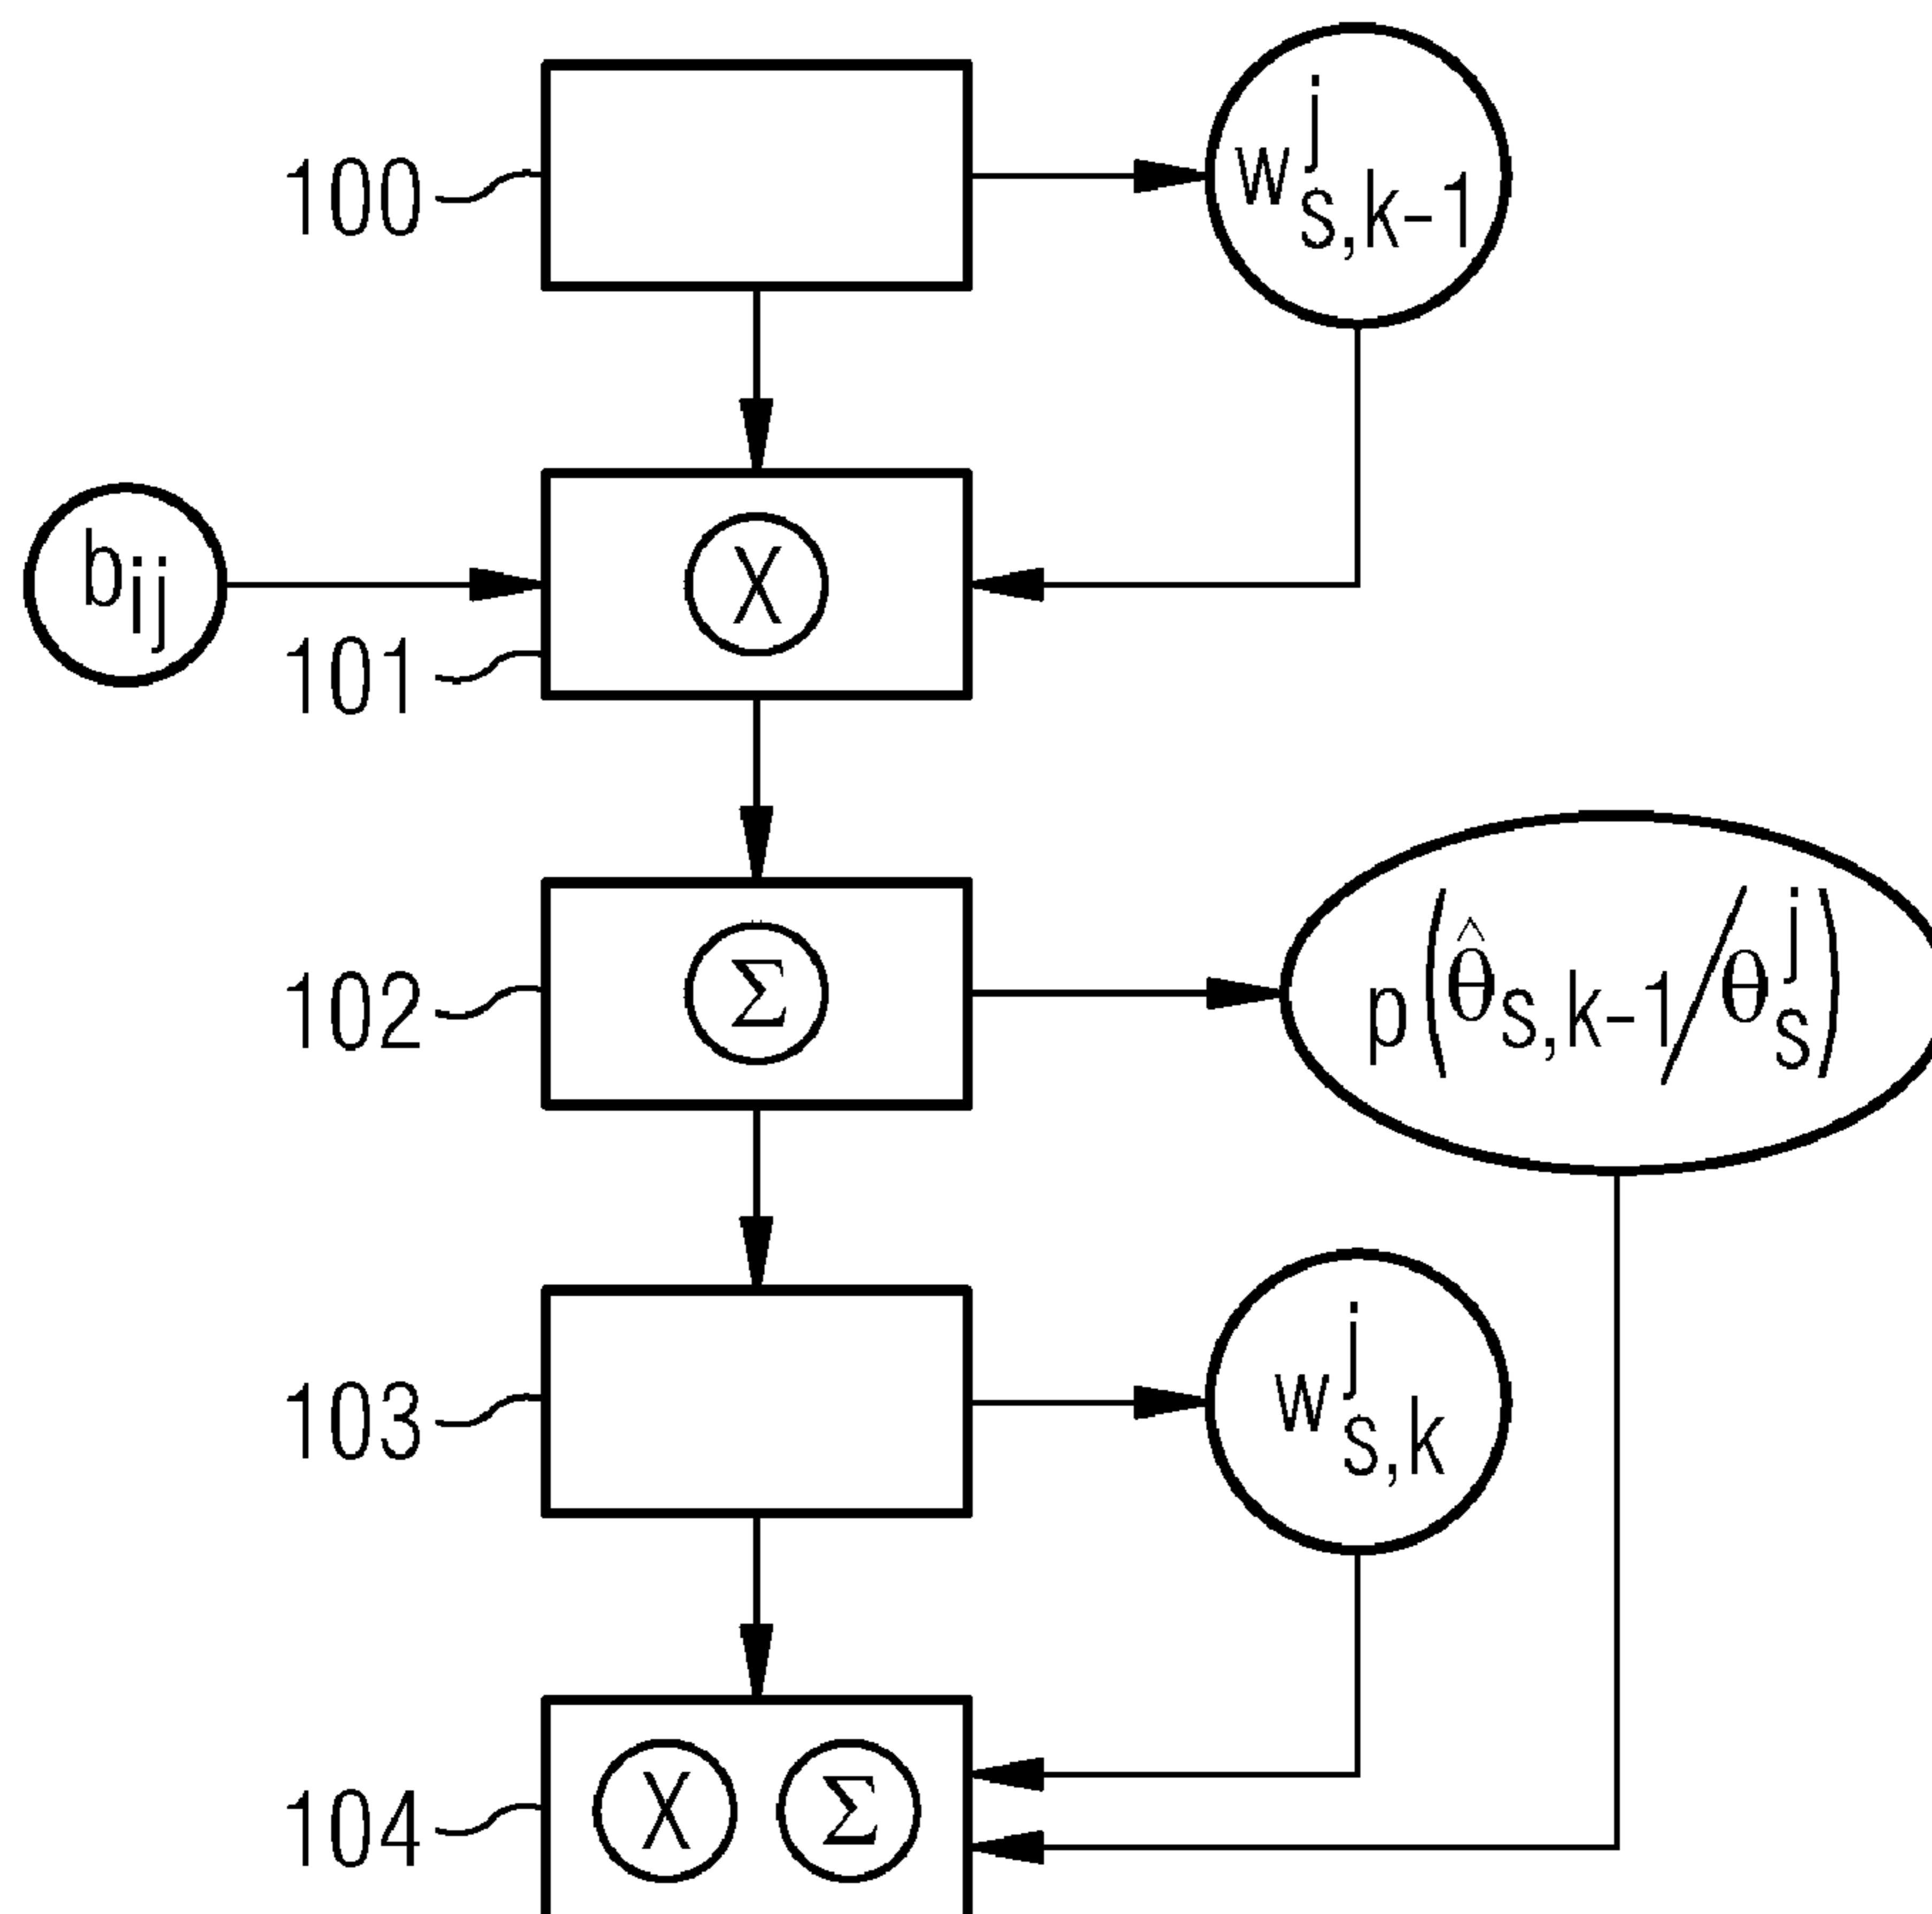 100
w^j_{s,k-1}
b_{ij}
X
101
102
Σ
p(θ̂_{s,k-1}/θ^j_s)
103
w^j_{s,k}
104
X Σ